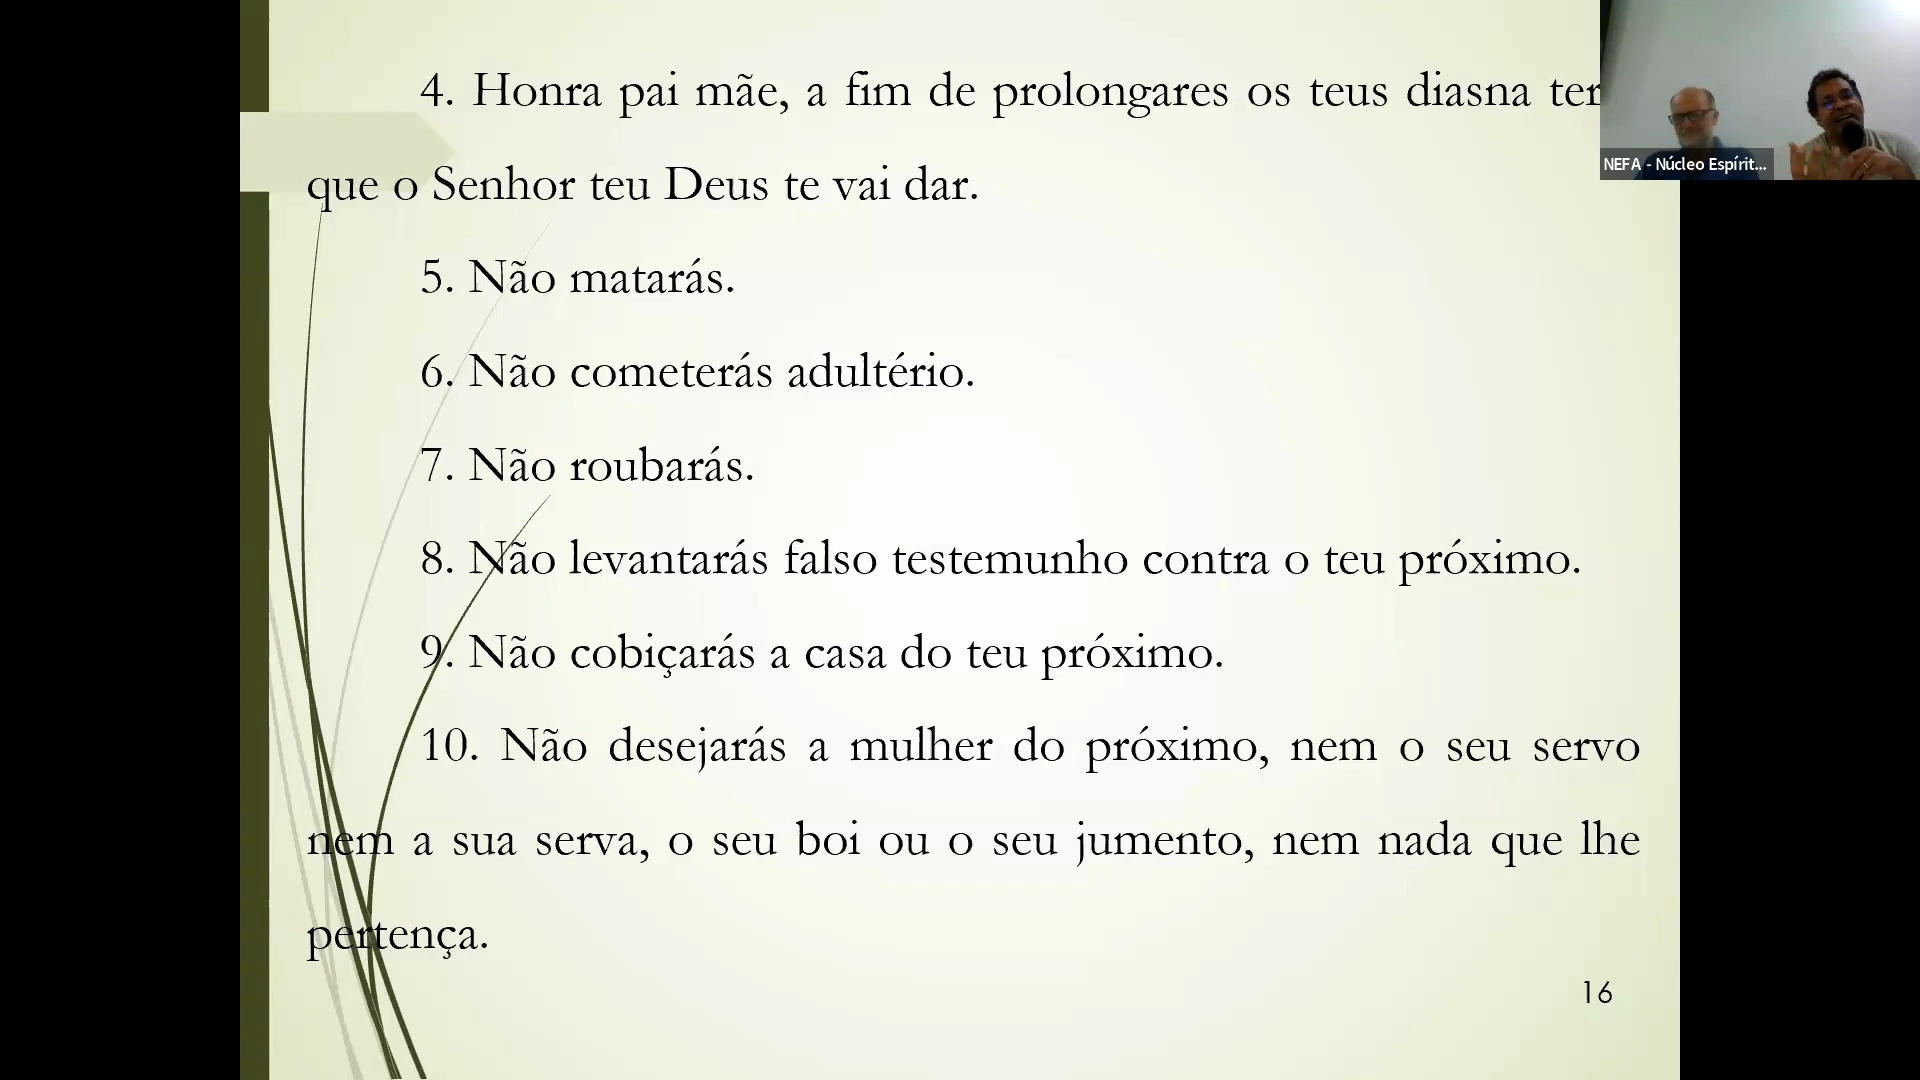 4. Honra pai mãe, a fim de prolongares os teus diasna ter
que o Senhor teu Deus te vai dar.
5. Não matarás.
6. Não cometerás adultério.
7. Não roubarás.
8. Não levantarás falso testemunho contra o teu próximo.
9. Não cobiçarás a casa do teu próximo.
10. Não desejarás a mulher do próximo, nem o seu servo
nem a sua serva, o seu boi ou o seu jumento, nem nada que lhe
pertença.
16
NEFA - Núcleo Espírit...